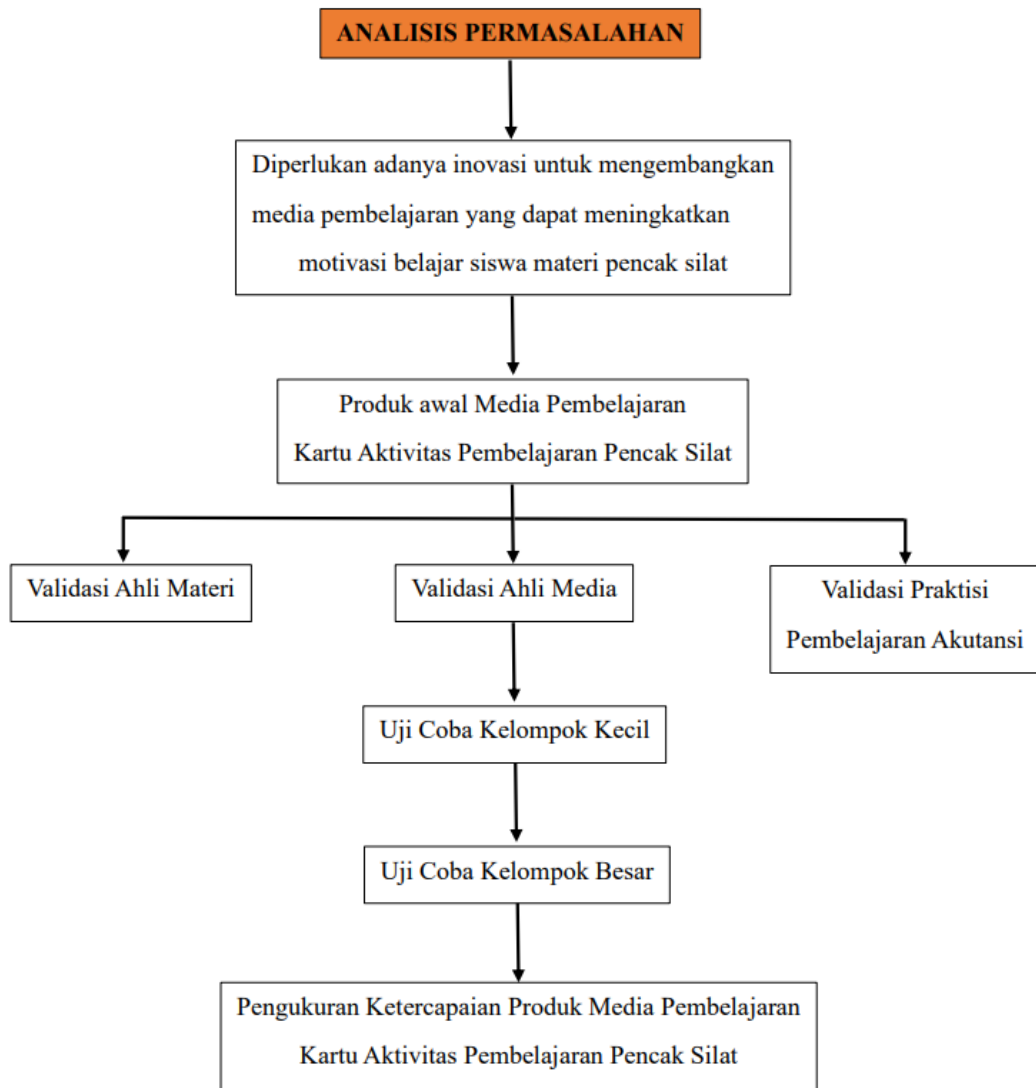 ANALISIS PERMASALAHAN
Diperlukan adanya inovasi untuk mengembangkan
media pembelajaran yang dapat meningkatkan
motivasi belajar siswa materi pencak silat
Produk awal Media Pembelajaran
Kartu Aktivitas Pembelajaran Pencak Silat
Validasi Ahli Materi
Validasi Ahli Media
Validasi Praktisi
Pembelajaran Akutansi
Uji Coba Kelompok Kecil
Uji Coba Kelompok Besar
Pengukuran Ketercapaian Produk Media Pembelajaran
Kartu Aktivitas Pembelajaran Pencak Silat